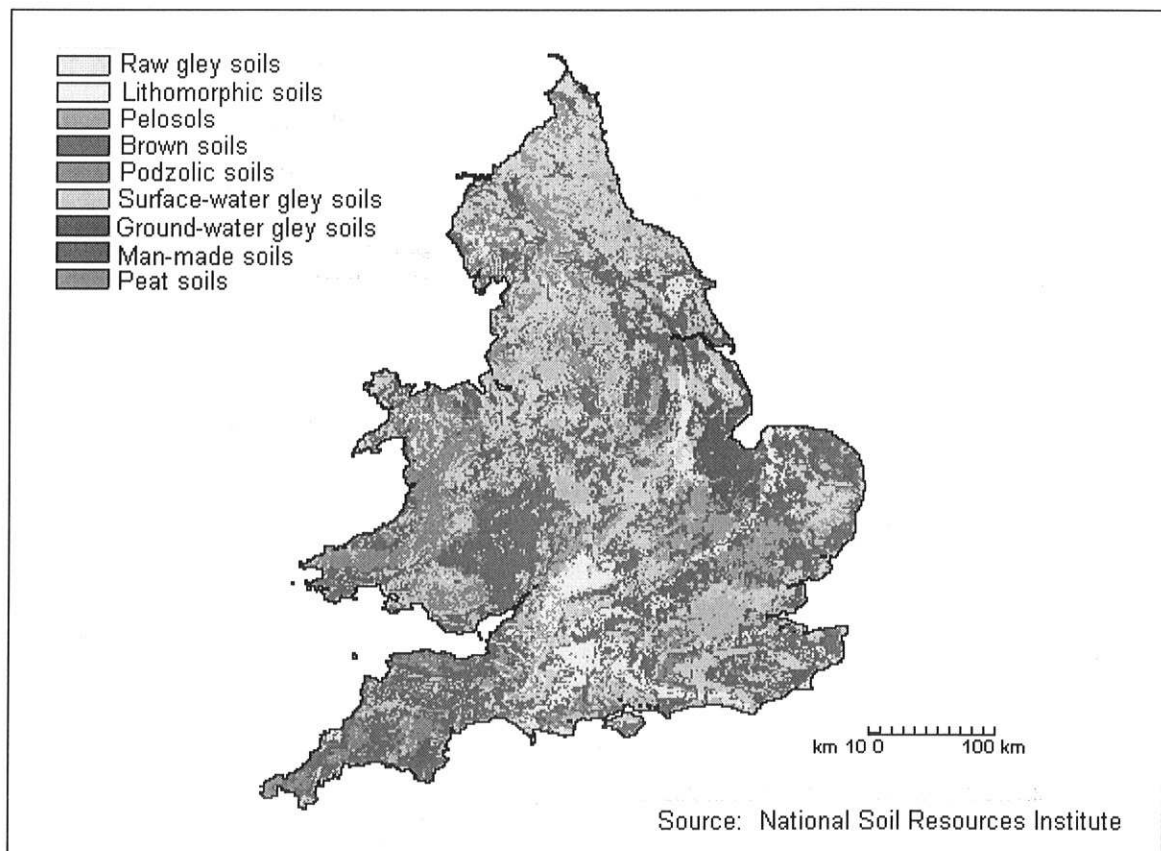 Raw gley soils
Lithomorphic soils
Pelosols
Brown soils
Podzolic soils
Surface-water gley soils
Ground-water gley soils
Man-made soils
Peat soils
km 10 0 100 km
Source: National Soil Resources Institute